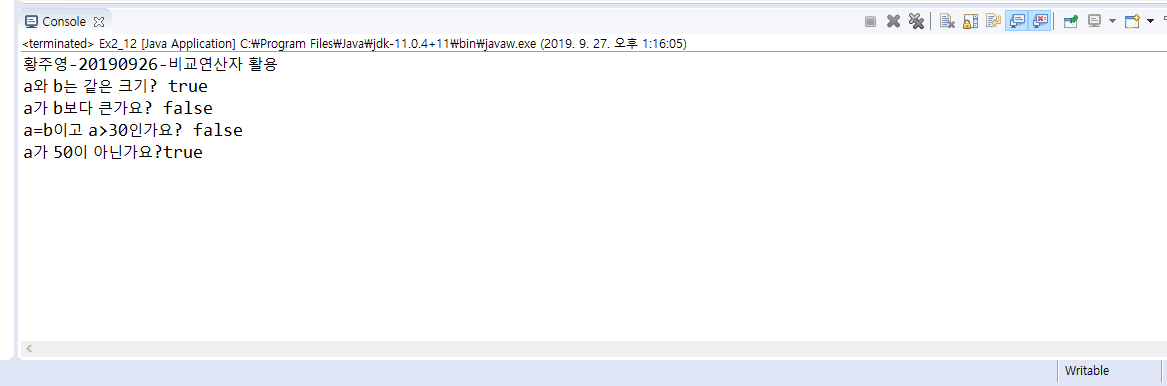 Console
<terminated> Ex2_12 [Java Application] C:₩Program Files₩Java₩jdk-11.0.4+11₩bin₩javaw.exe (2019. 9. 27. 오후 1:16:05)
황주영-20190926-비교연산자 활용
a와 b는 같은 크기? true
a가 b보다 큰가요? false
a=b이고 a>30인가요? false
a가 50이 아닌가요?true
Writable